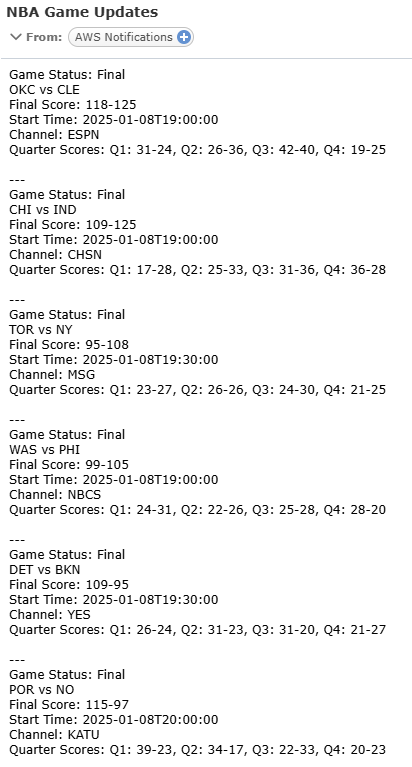 NBA Game Updates
From: AWS Notifications
Game Status: Final
OKC vs CLE
Final Score: 118-125
Start Time: 2025-01-08T19:00:00
Channel: ESPN
Quarter Scores: Q1: 31-24, Q2: 26-36, Q3: 42-40, Q4: 19-25
---
Game Status: Final
CHI vs IND
Final Score: 109-125
Start Time: 2025-01-08T19:00:00
Channel: CHSN
Quarter Scores: Q1: 17-28, Q2: 25-33, Q3: 31-36, Q4: 36-28
---
Game Status: Final
TOR vs NY
Final Score: 95-108
Start Time: 2025-01-08T19:30:00
Channel: MSG
Quarter Scores: Q1: 23-27, Q2: 26-26, Q3: 24-30, Q4: 21-25
---
Game Status: Final
WAS vs PHI
Final Score: 99-105
Start Time: 2025-01-08T19:00:00
Channel: NBCS
Quarter Scores: Q1: 24-31, Q2: 22-26, Q3: 25-28, Q4: 28-20
---
Game Status: Final
DET vs BKN
Final Score: 109-95
Start Time: 2025-01-08T19:30:00
Channel: YES
Quarter Scores: Q1: 26-24, Q2: 31-23, Q3: 31-20, Q4: 21-27
---
Game Status: Final
POR vs NO
Final Score: 115-97
Start Time: 2025-01-08T20:00:00
Channel: KATU
Quarter Scores: Q1: 39-23, Q2: 34-17, Q3: 22-33, Q4: 20-23